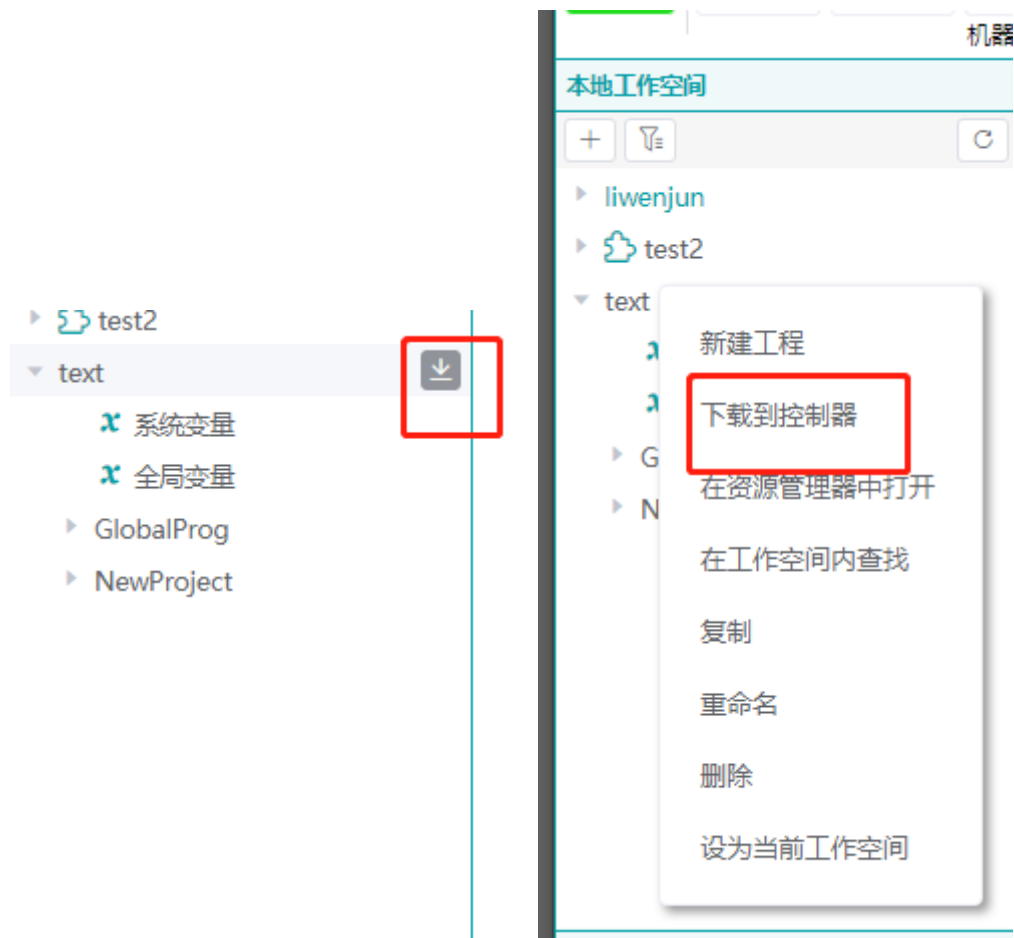 test2
text
系统变量
全局变量
GlobalProg
NewProject
机器
本地工作空间
liwenjun
test2
text
新建工程
下载到控制器
G
在资源管理器中打开
N
在工作空间内查找
复制
重命名
删除
设为当前工作空间